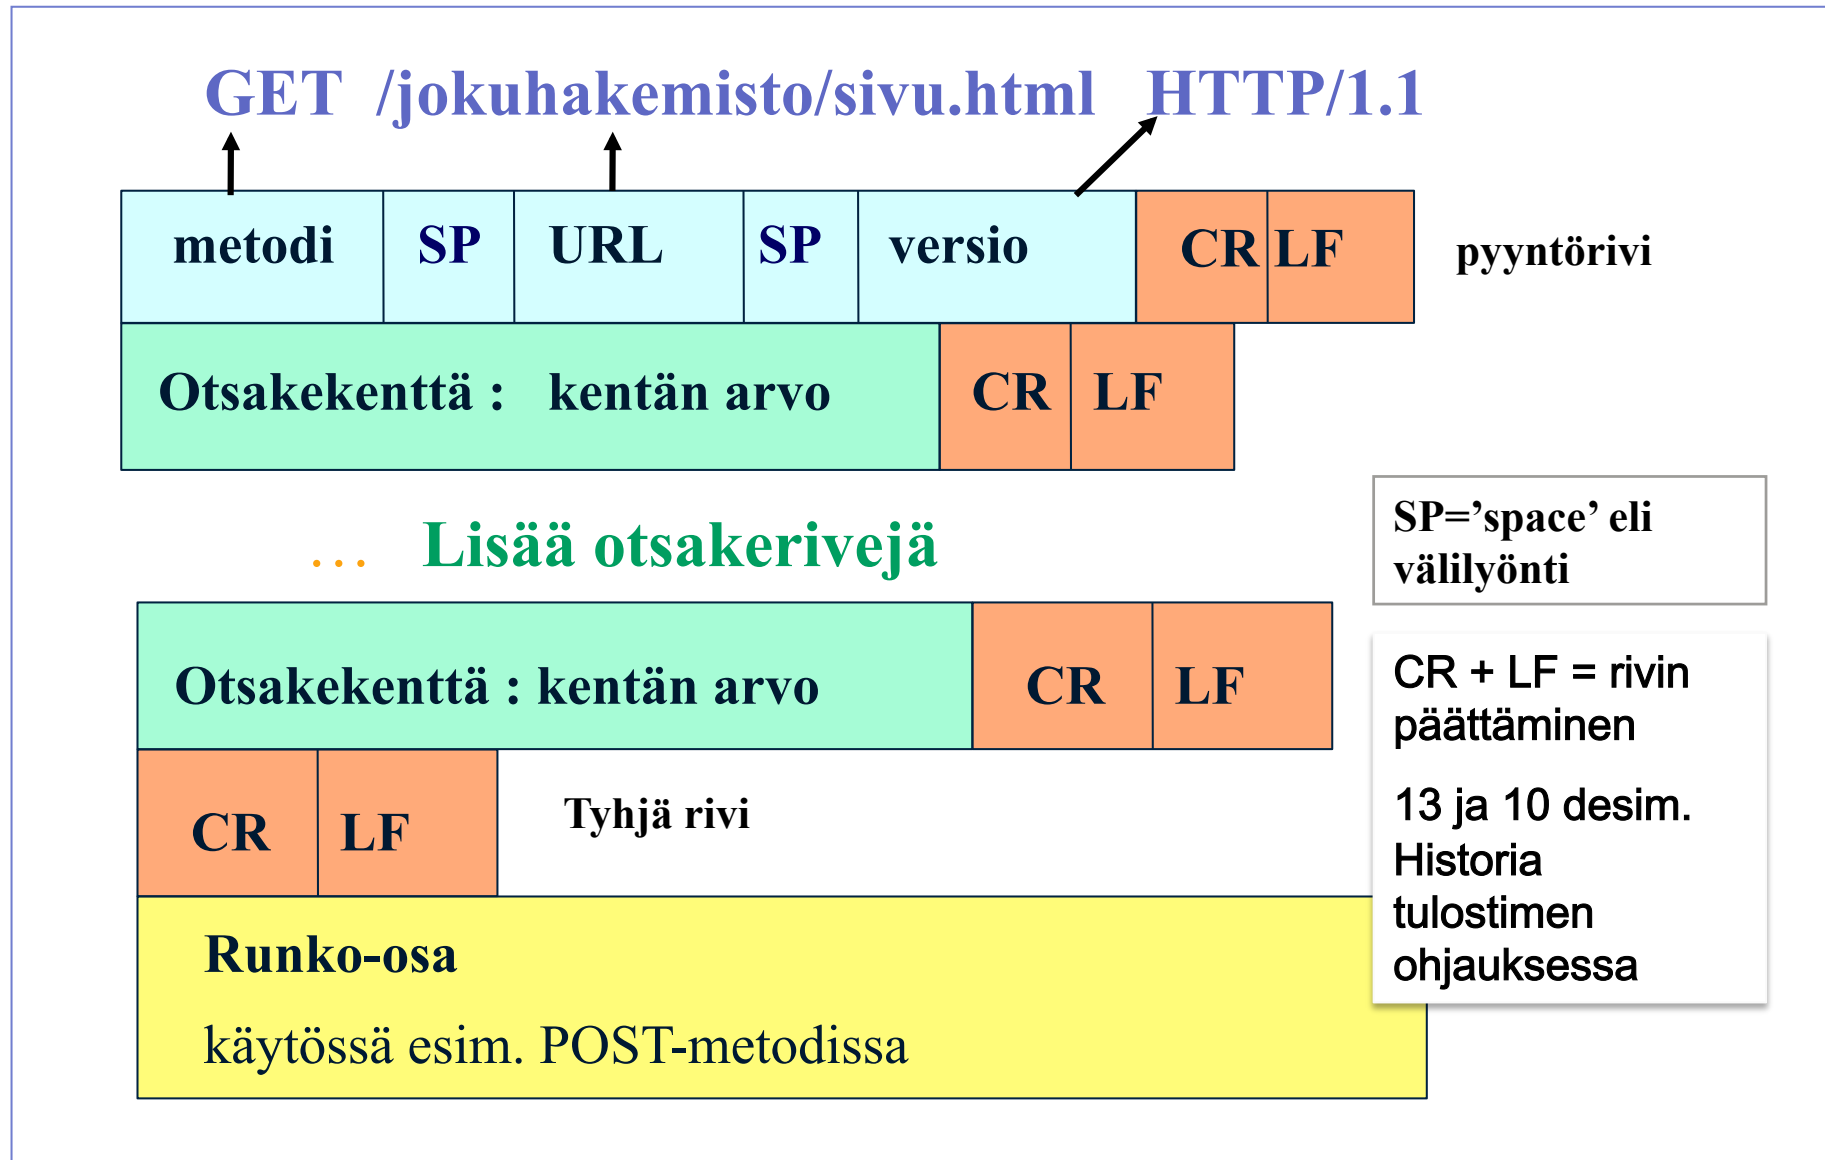 GET /jokuhakemisto/sivu.html HTTP/1.1
metodi SP URL SP versio CR LF pyyntörivi
Otsakekenttä : kentän arvo CR LF
… Lisää otsakerivejä
SP=’space’ eli
välilyönti
Otsakekenttä : kentän arvo CR LF
CR + LF = rivin
päättäminen
13 ja 10 desim.
Historia
tulostimen
ohjauksessa
CR LF Tyhjä rivi
Runko-osa
käytössä esim. POST-metodissa